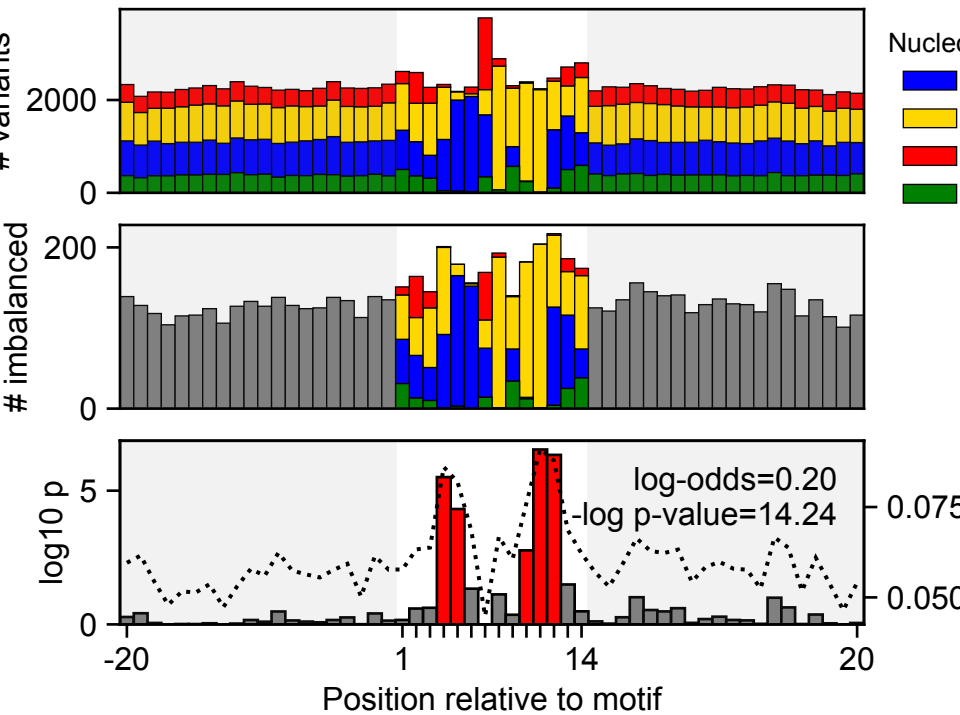 # variants
2000
0
Nucleo
# imbalanced
200
0
log10 p
5
0
log-odds=0.20
-log p-value=14.24
0.075
0.050
-20
1
14
20
Position relative to motif